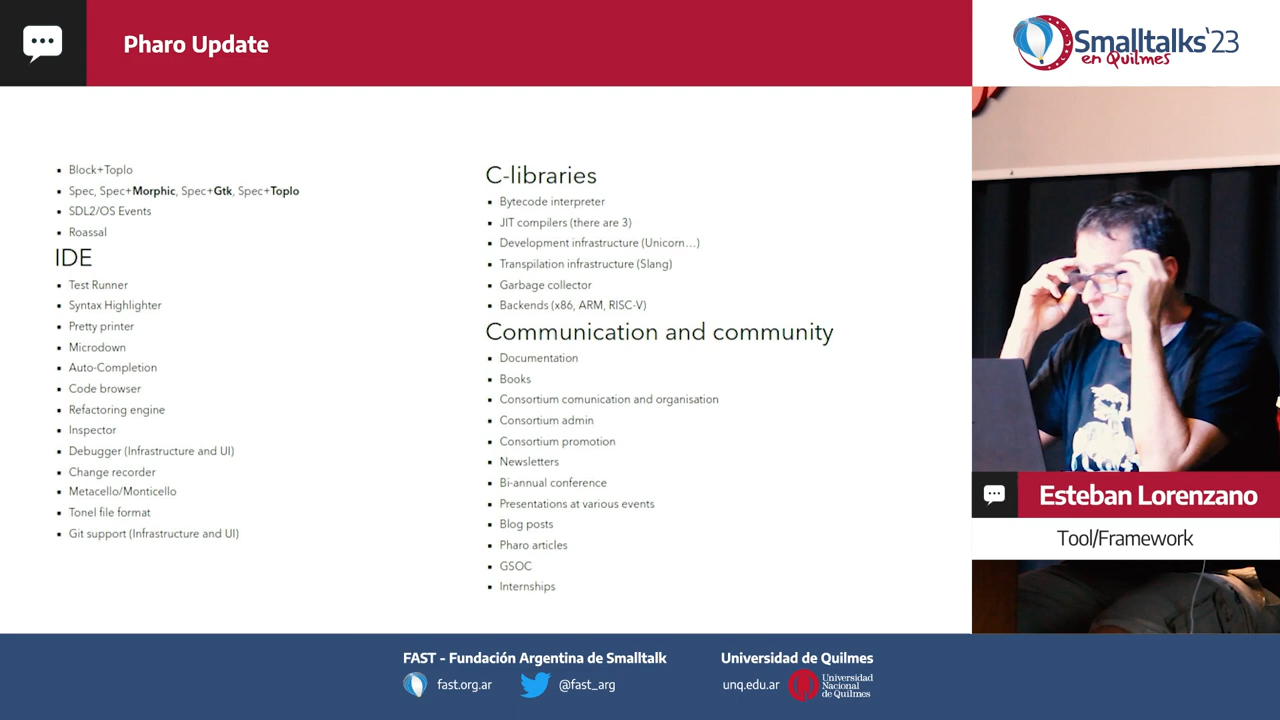 Pharo Update
Smalltalks'23
en Quilmes
Block+Toplo
Spec, Spec+Morphic, Spec+Gtk, Spec+Toplo
SDL2/OS Events
Roassal
IDE
Test Runner
Syntax Highlighter
Pretty printer
Microdown
Auto-Completion
Code browser
Refactoring engine
Inspector
Debugger (Infrastructure and UI)
Change recorder
Metacello/Monticello
Tonel file format
Git support (Infrastructure and UI)
C-libraries
Bytecode interpreter
JIT compilers (there are 3)
Development infrastructure (Unicorn...)
Transpilation infrastructure (Slang)
Garbage collector
Backends (x86, ARM, RISC-V)
Communication and community
Documentation
Books
Consortium comunication and organisation
Consortium admin
Consortium promotion
Newsletters
Bi-annual conference
Presentations at various events
Blog posts
Pharo articles
GSOC
Internships
Esteban Lorenzano
Tool/Framework
FAST - Fundación Argentina de Smalltalk
fast.org.ar
@fast_arg
Universidad de Quilmes
unq.edu.ar
Universidad
Nacional
de Quilmes